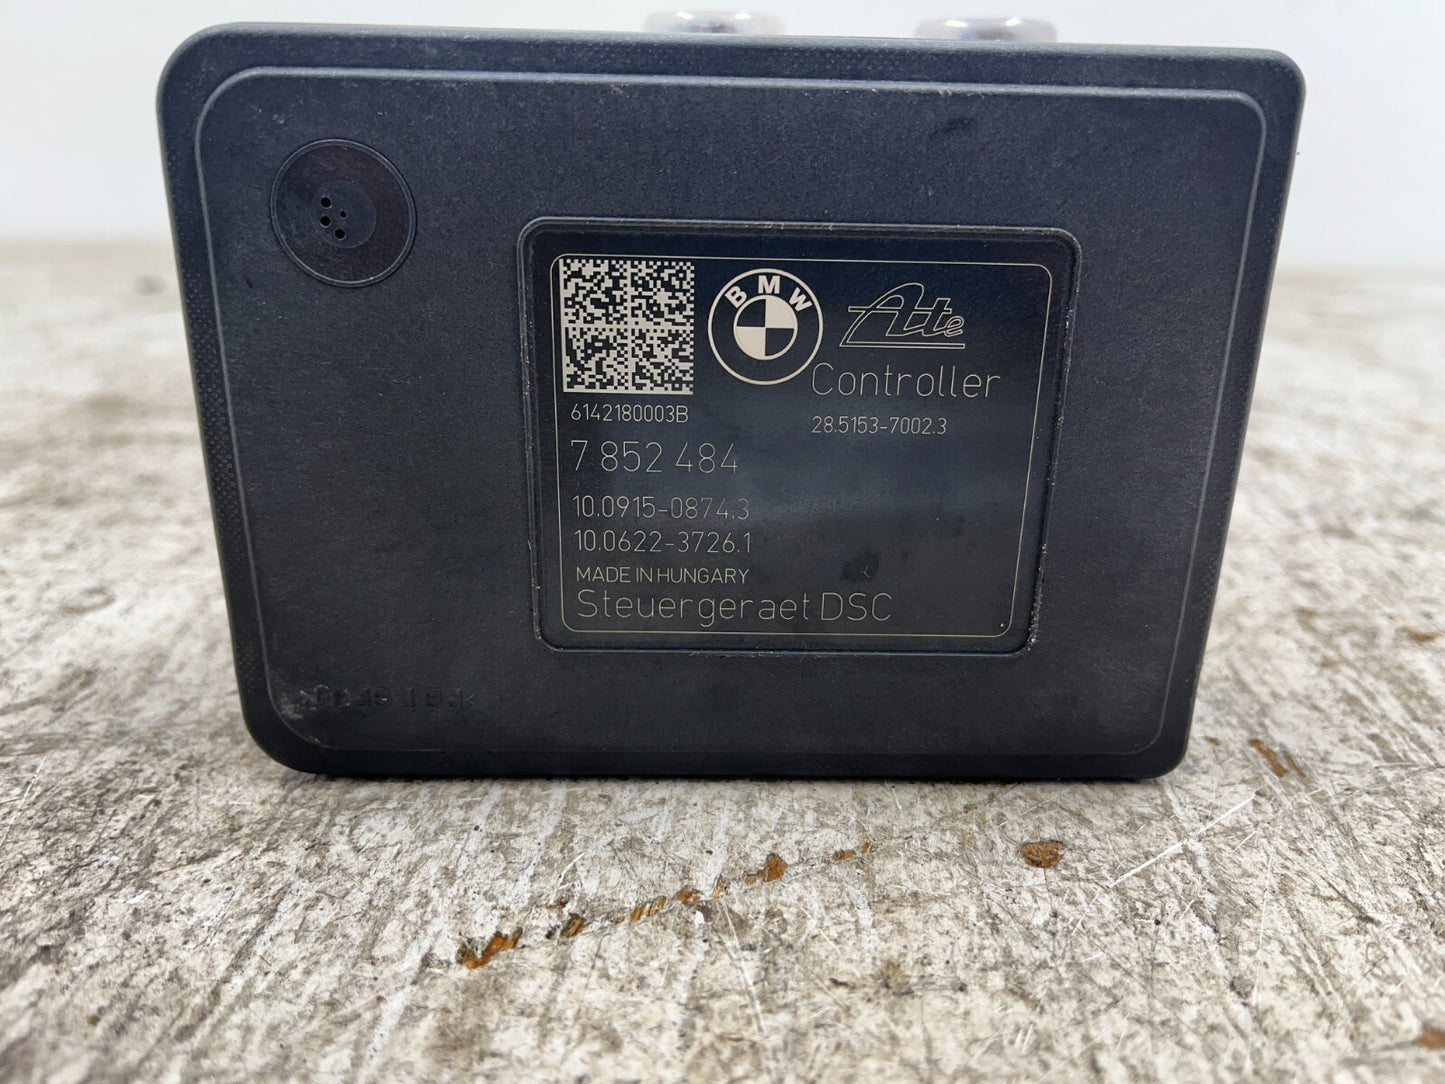 BMW
Ate
Controller
6142180003B
28.5153-7002.3
7 852 484
10.0915-0874.3
10.0622-3726.1
MADE IN HUNGARY
Steuergeraet DSC